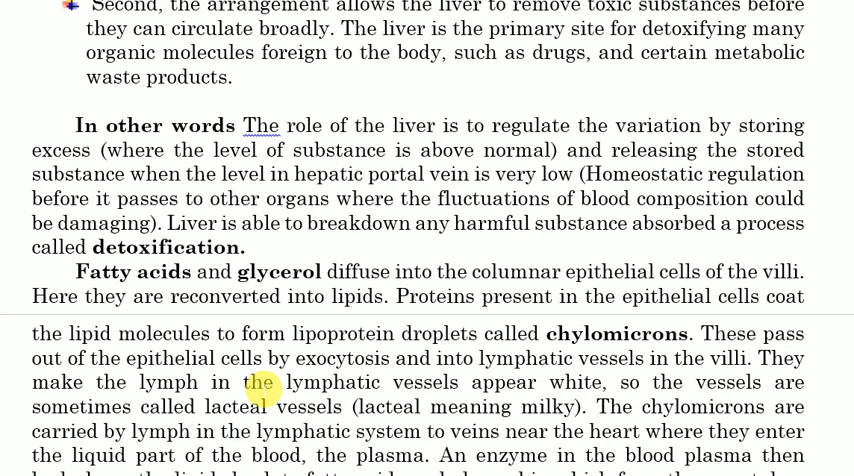 Second, the arrangement allows the liver to remove toxic substances before
they can circulate broadly. The liver is the primary site for detoxifying many
organic molecules foreign to the body, such as drugs, and certain metabolic
waste products.
In other words The role of the liver is to regulate the variation by storing
excess (where the level of substance is above normal) and releasing the stored
substance when the level in hepatic portal vein is very low (Homeostatic regulation
before it passes to other organs where the fluctuations of blood composition could
be damaging). Liver is able to breakdown any harmful substance absorbed a process
called detoxification.
Fatty acids and glycerol diffuse into the columnar epithelial cells of the villi.
Here they are reconverted into lipids. Proteins present in the epithelial cells coat
the lipid molecules to form lipoprotein droplets called chylomicrons. These pass
out of the epithelial cells by exocytosis and into lymphatic vessels in the villi. They
make the lymph in the lymphatic vessels appear white, so the vessels are
sometimes called lacteal vessels (lacteal meaning milky). The chylomicrons are
carried by lymph in the lymphatic system to veins near the heart where they enter
the liquid part of the blood, the plasma. An enzyme in the blood plasma then